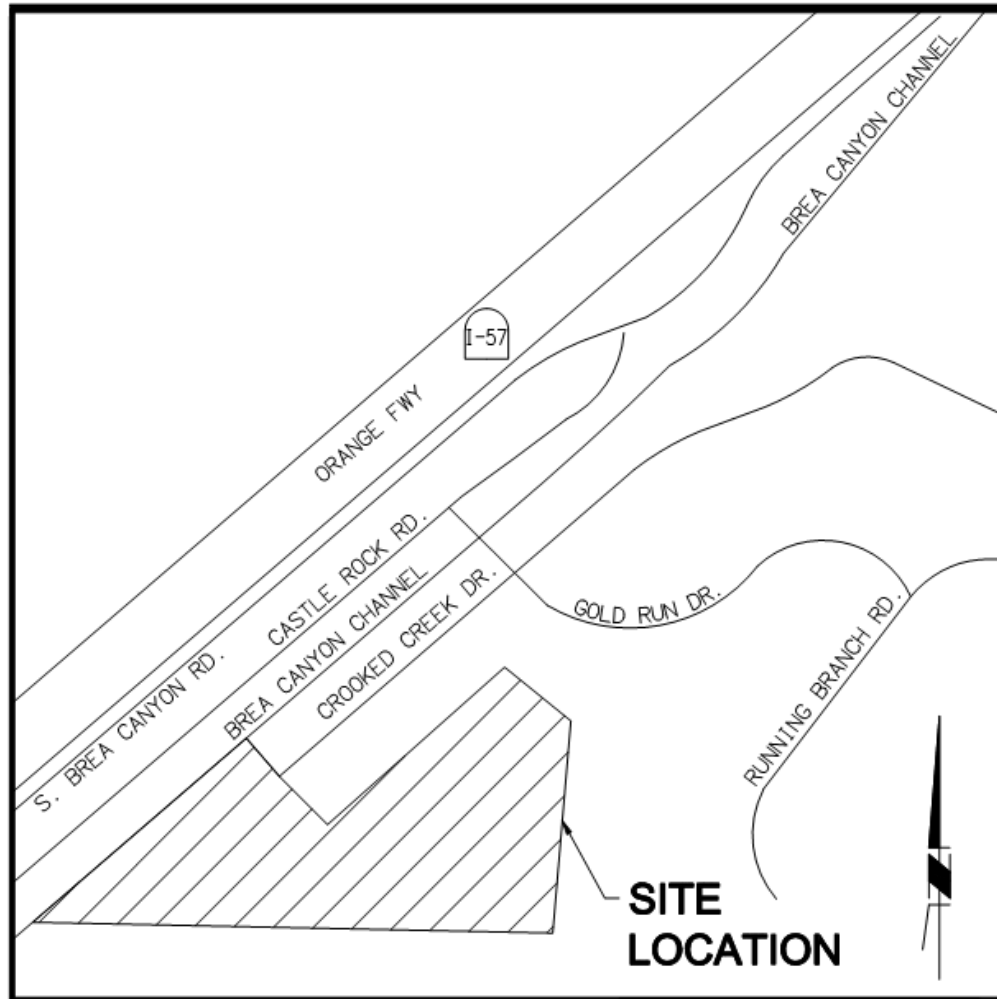 BREA CANYON CHANNEL
I-57
ORANGE FWY
CASTLE ROCK RD.
S. BREA CANYON RD.
BREA CANYON CHANNEL
CROOKED CREEK DR.
GOLD RUN DR.
RUNNING BRANCH RD.
SITE
LOCATION
N